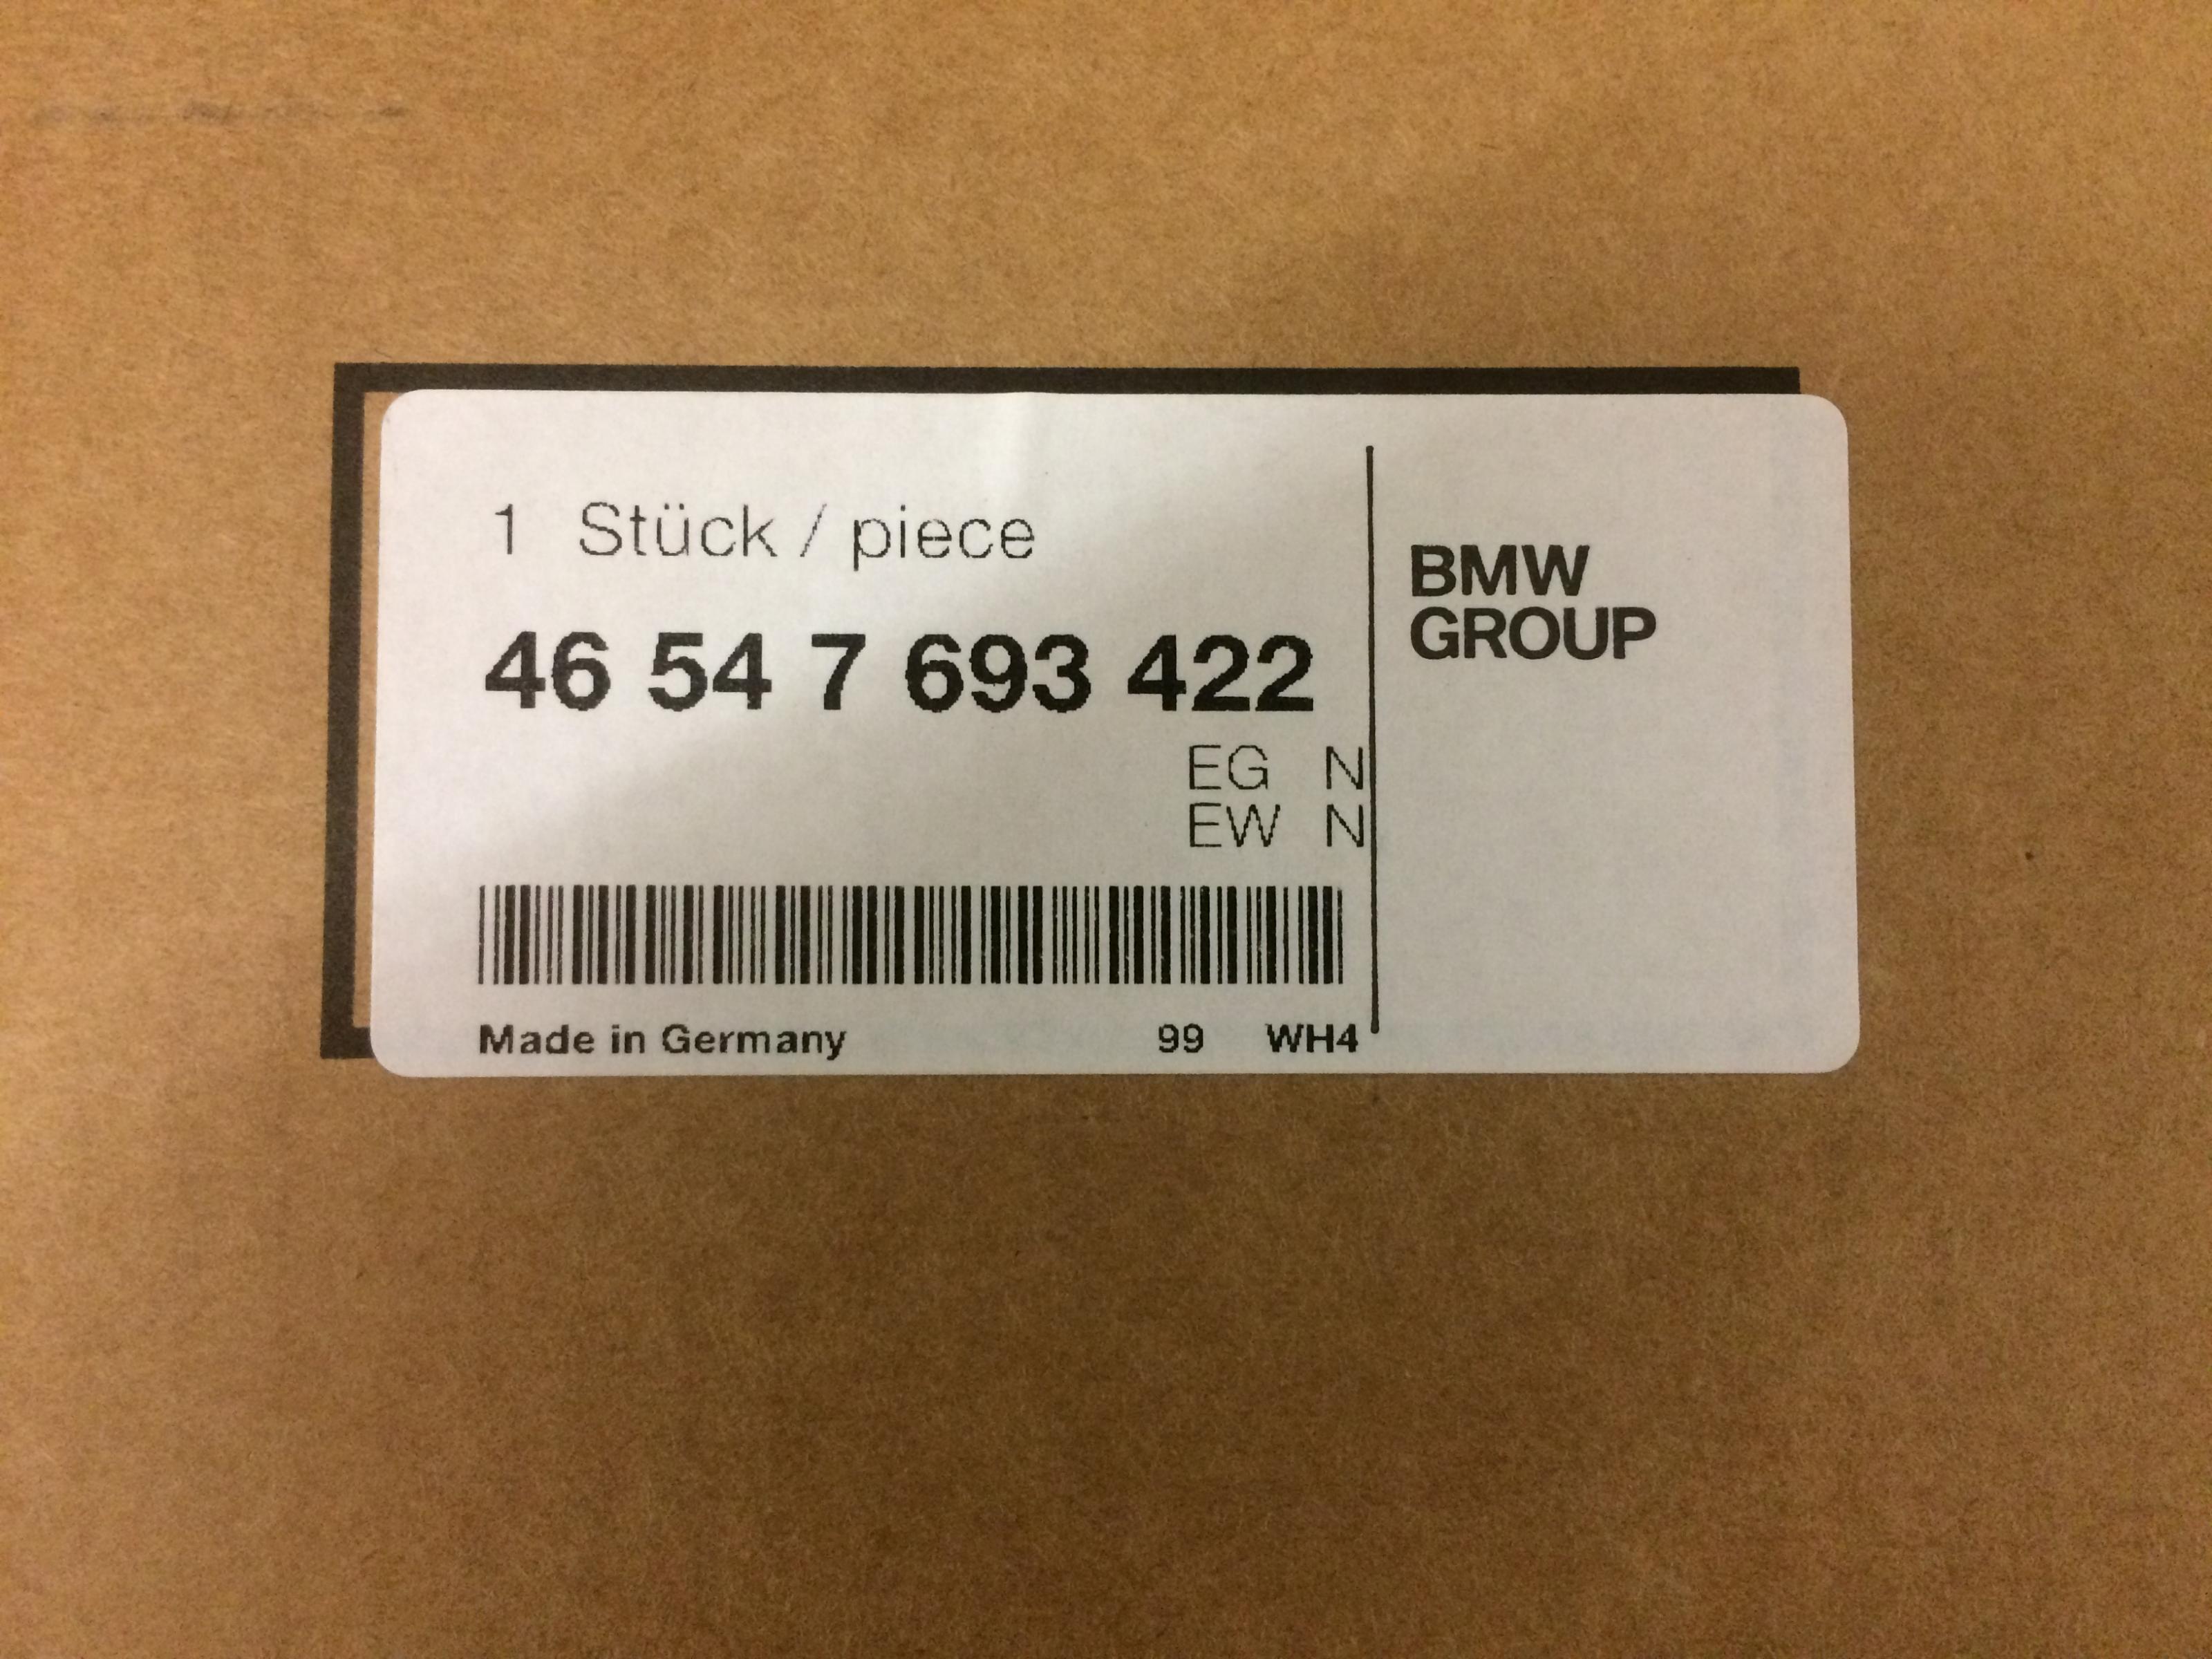 1 Stück / piece
46 54 7 693 422
EG N
EW N
Made in Germany 99 WH4
BMW
GROUP